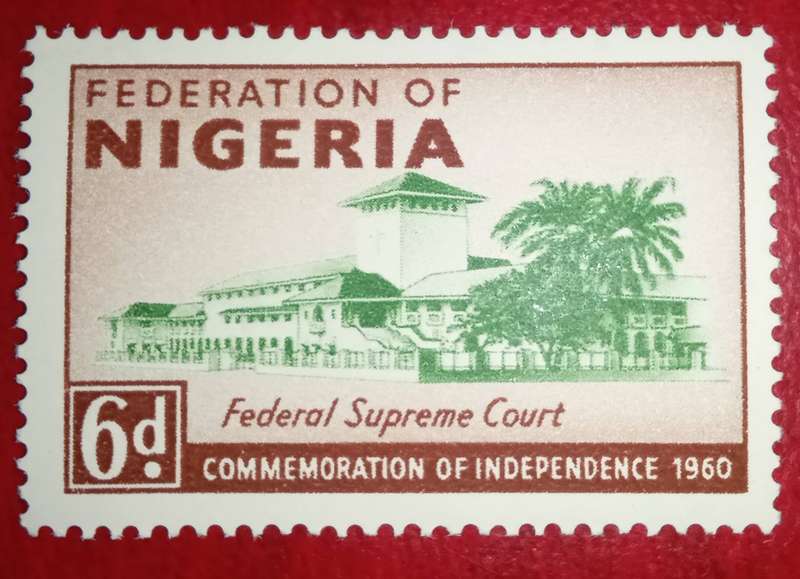 FEDERATION OF
NIGERIA
Federal Supreme Court
6d.
COMMEMORATION OF INDEPENDENCE 1960